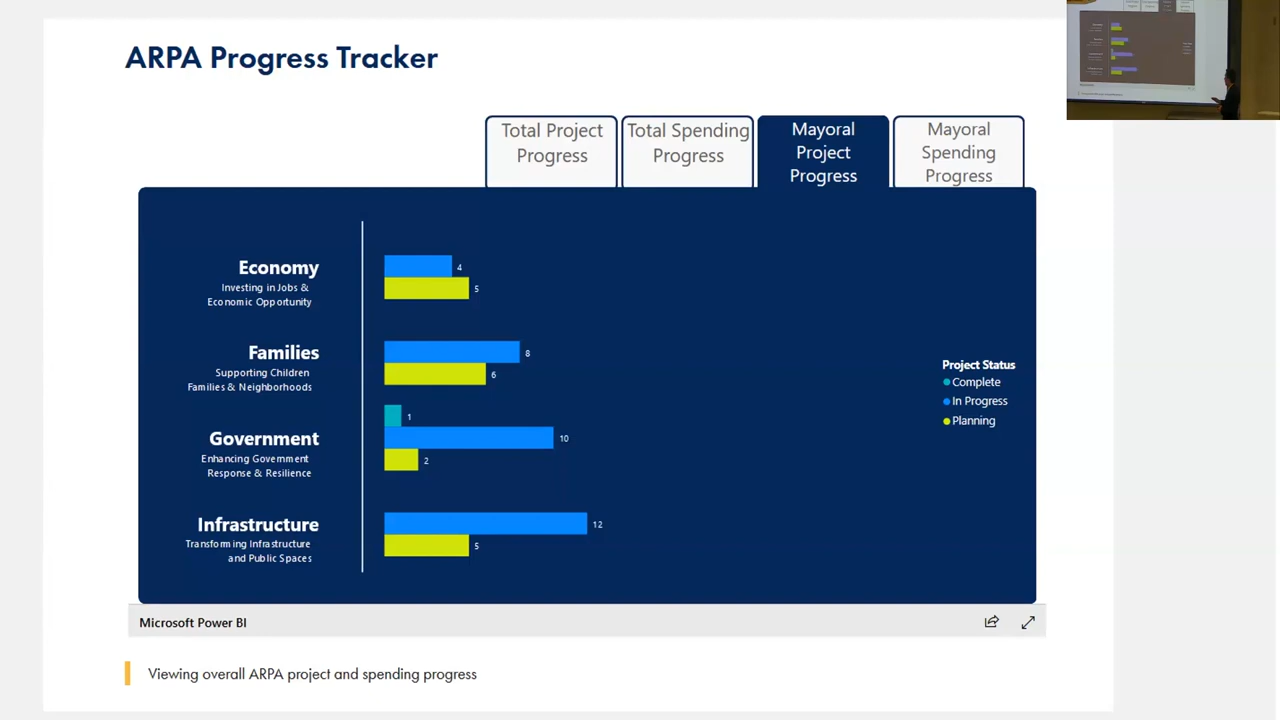 ARPA Progress Tracker
Total Project
Progress
Total Spending
Progress
Mayoral
Project
Progress
Mayoral
Spending
Progress
Economy
Investing in Jobs &
Economic Opportunity
4
5
Families
Supporting Children
Families & Neighborhoods
8
6
1
Government
Enhancing Government
Response & Resilience
10
2
Infrastructure
Transforming Infrastructure
and Public Spaces
12
5
Project Status
Complete
In Progress
Planning
Microsoft Power BI
Viewing overall ARPA project and spending progress